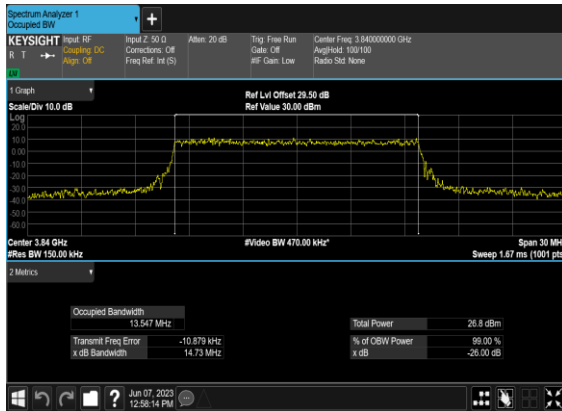 Spectrum Analyzer 1
Occupied BW
+
KEYSIGHT
R T
Input: RF
Coupling: DC
Align: Off
Input Z: 50 Ω
Corrections: Off
Freq Ref: Int (S)
Atten: 20 dB
Trig: Free Run
Gate: Off
#IF Gain: Low
Center Freq: 3.840000000 GHz
Avg|Hold: 100/100
Radio Std: None
1 Graph
Scale/Div 10.0 dB
Ref Lvl Offset 29.50 dB
Ref Value 30.00 dBm
Log
20.0
10.0
0.00
-10.0
-20.0
-30.0
-40.0
-50.0
-60.0
Center 3.84 GHz
#Res BW 150.00 kHz
#Video BW 470.00 kHz*
Span 30 MH
Sweep 1.67 ms (1001 pts
2 Metrics
Occupied Bandwidth
13.547 MHz
Total Power 26.8 dBm
Transmit Freq Error -10.879 kHz
% of OBW Power 99.00 %
x dB Bandwidth 14.73 MHz
x dB -26.00 dB
?
Jun 07, 2023
12:58:14 PM